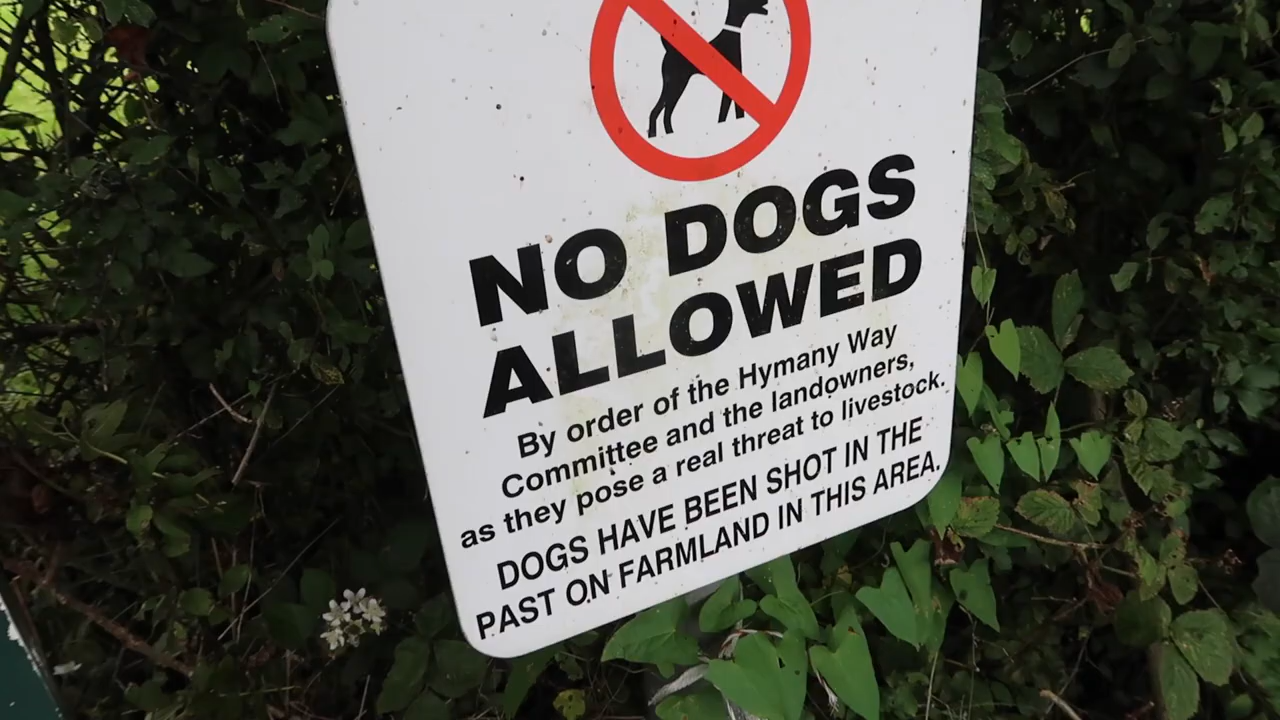 NO DOGS
ALLOWED
By order of the Hymany Way
Committee and the landowners,
as they pose a real threat to livestock.
DOGS HAVE BEEN SHOT IN THE
PAST ON FARMLAND IN THIS AREA.